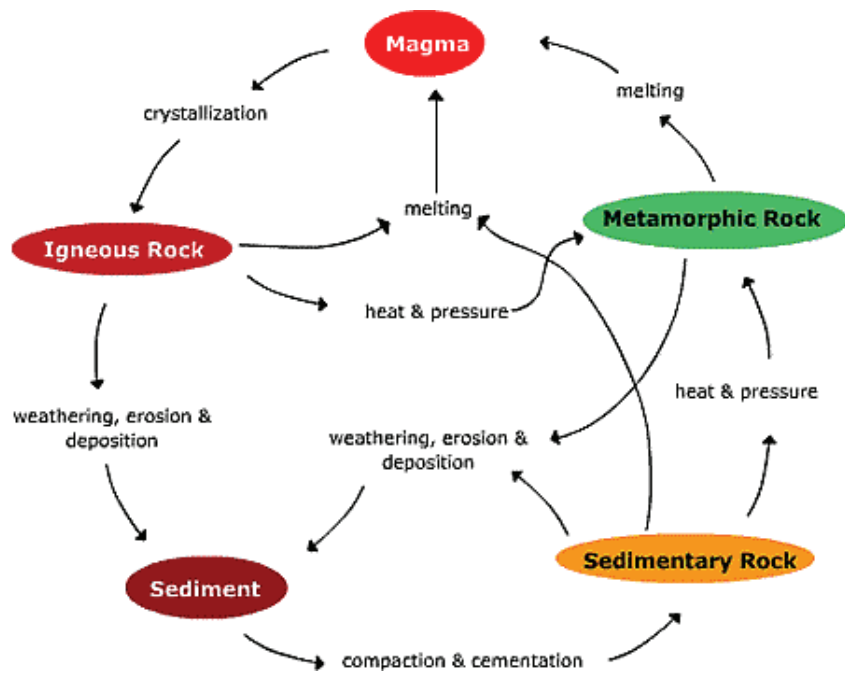 Magma
melting
crystallization
melting
Metamorphic Rock
Igneous Rock
heat & pressure
heat & pressure
weathering, erosion &
deposition
weathering, erosion &
deposition
Sedimentary Rock
Sediment
compaction & cementation